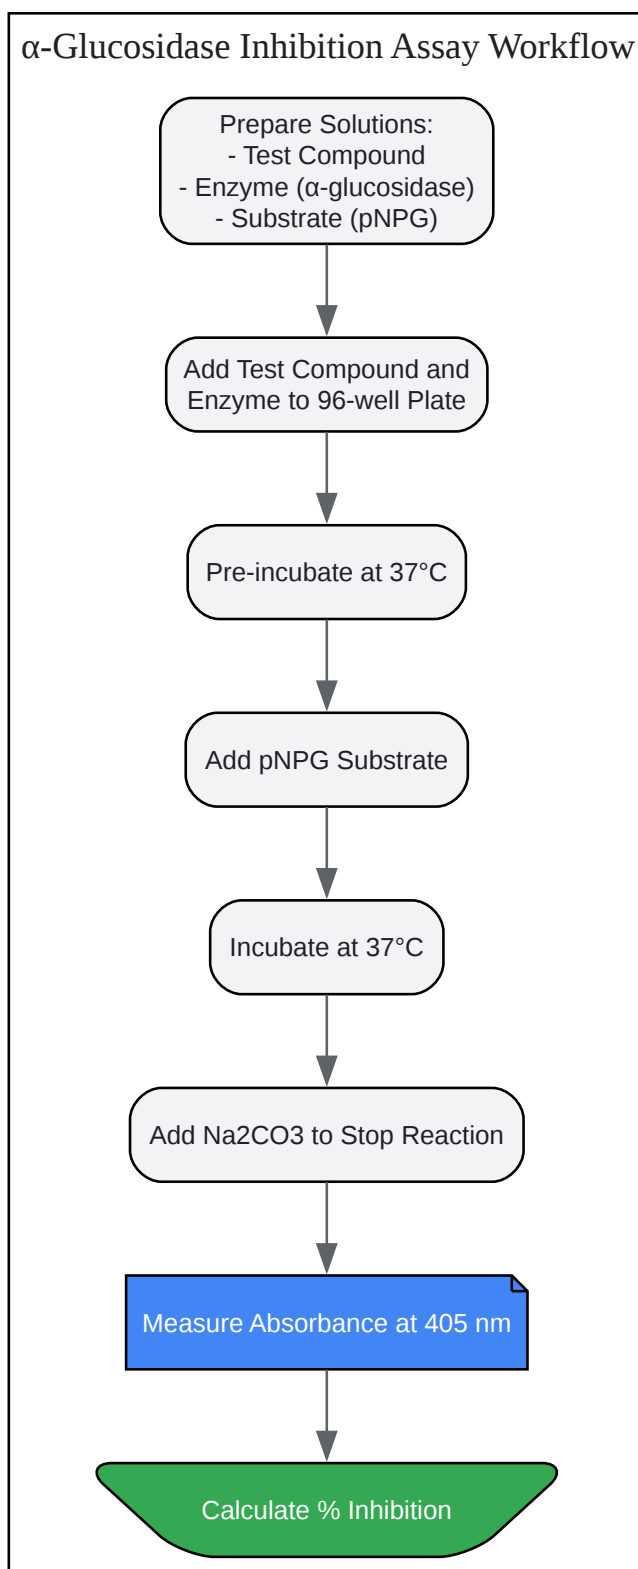 α-Glucosidase Inhibition Assay Workflow
Prepare Solutions:
- Test Compound
- Enzyme (α-glucosidase)
- Substrate (pNPG)
Add Test Compound and
Enzyme to 96-well Plate
Pre-incubate at 37°C
Add pNPG Substrate
Incubate at 37°C
Add Na2CO3 to Stop Reaction
Measure Absorbance at 405 nm
Calculate % Inhibition